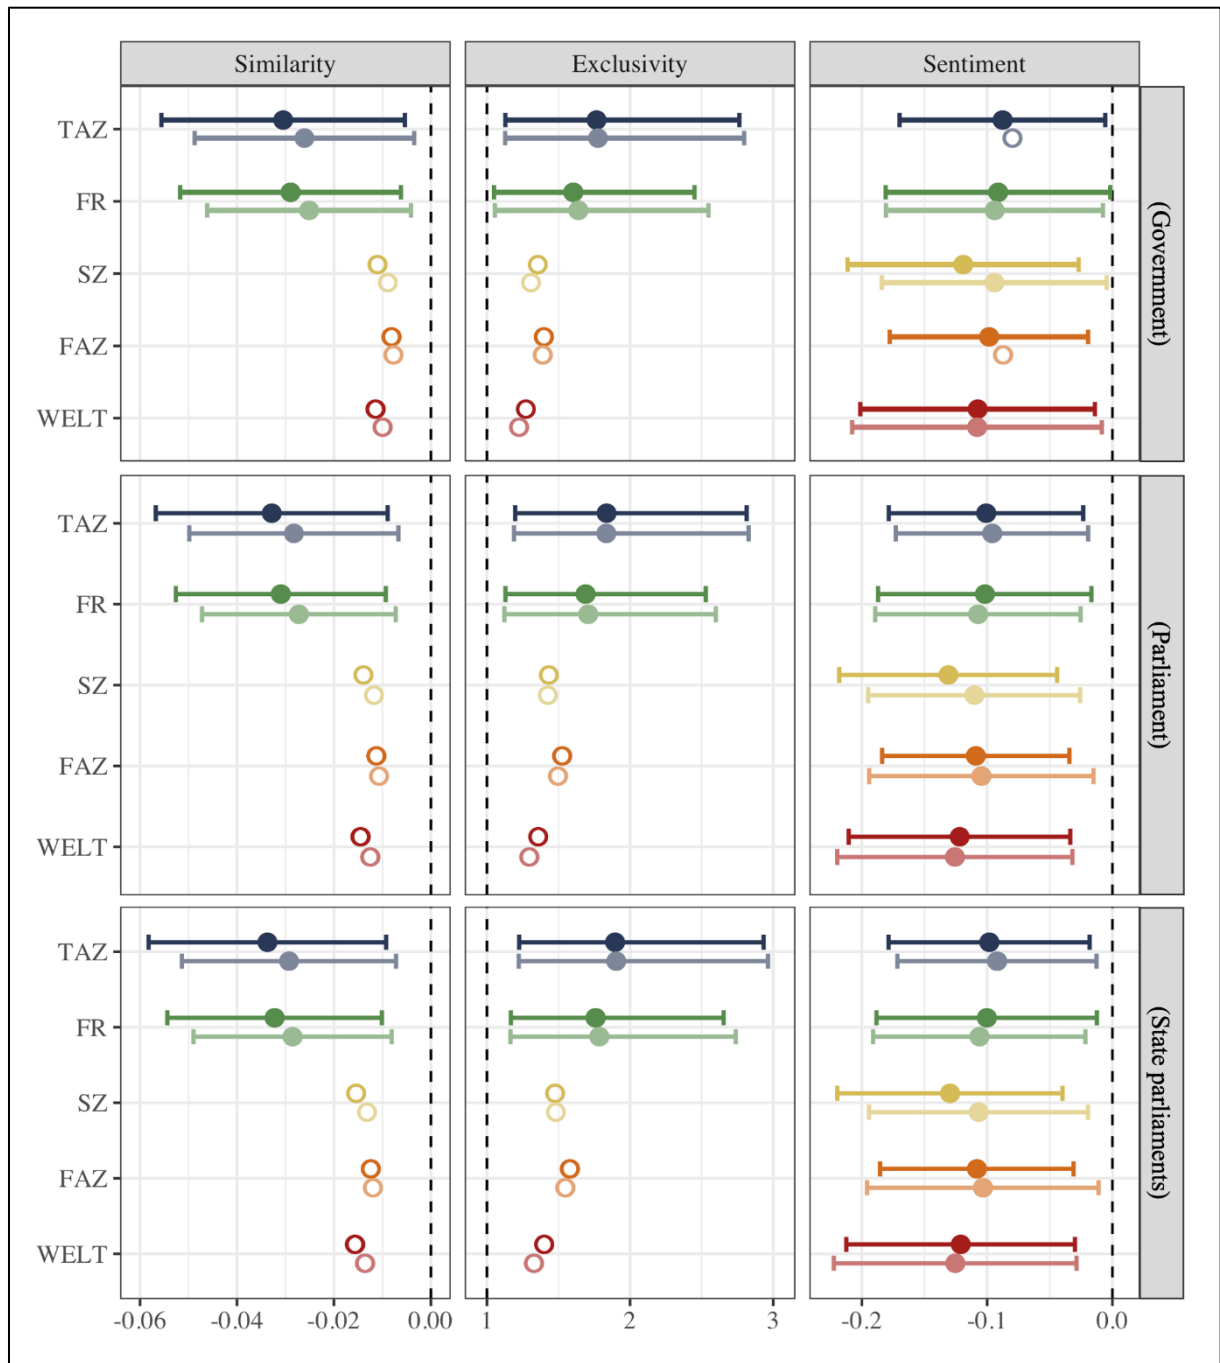 Similarity Exclusivity Sentiment
TAZ
FR
SZ
FAZ
WELT
(Government)
TAZ
FR
SZ
FAZ
WELT
(Parliament)
TAZ
FR
SZ
FAZ
WELT
(State parliaments)
-0.06 -0.04 -0.02 0.00 1 2 3 -0.2 -0.1 0.0